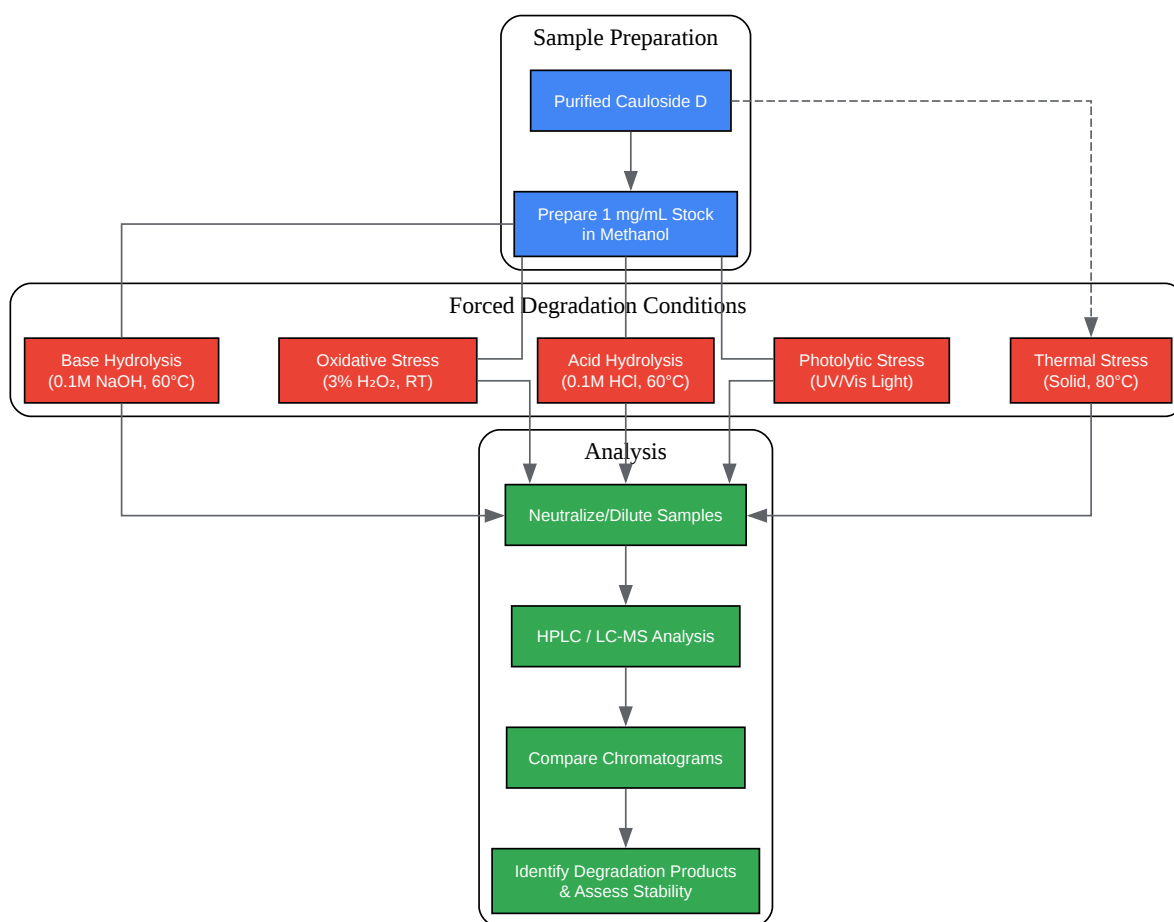 Sample Preparation
Purified Cauloside D
Prepare 1 mg/mL Stock
in Methanol
Forced Degradation Conditions
Base Hydrolysis
(0.1M NaOH, 60°C)
Oxidative Stress
(3% H₂O₂, RT)
Acid Hydrolysis
(0.1M HCl, 60°C)
Photolytic Stress
(UV/Vis Light)
Thermal Stress
(Solid, 80°C)
Analysis
Neutralize/Dilute Samples
HPLC / LC-MS Analysis
Compare Chromatograms
Identify Degradation Products
& Assess Stability